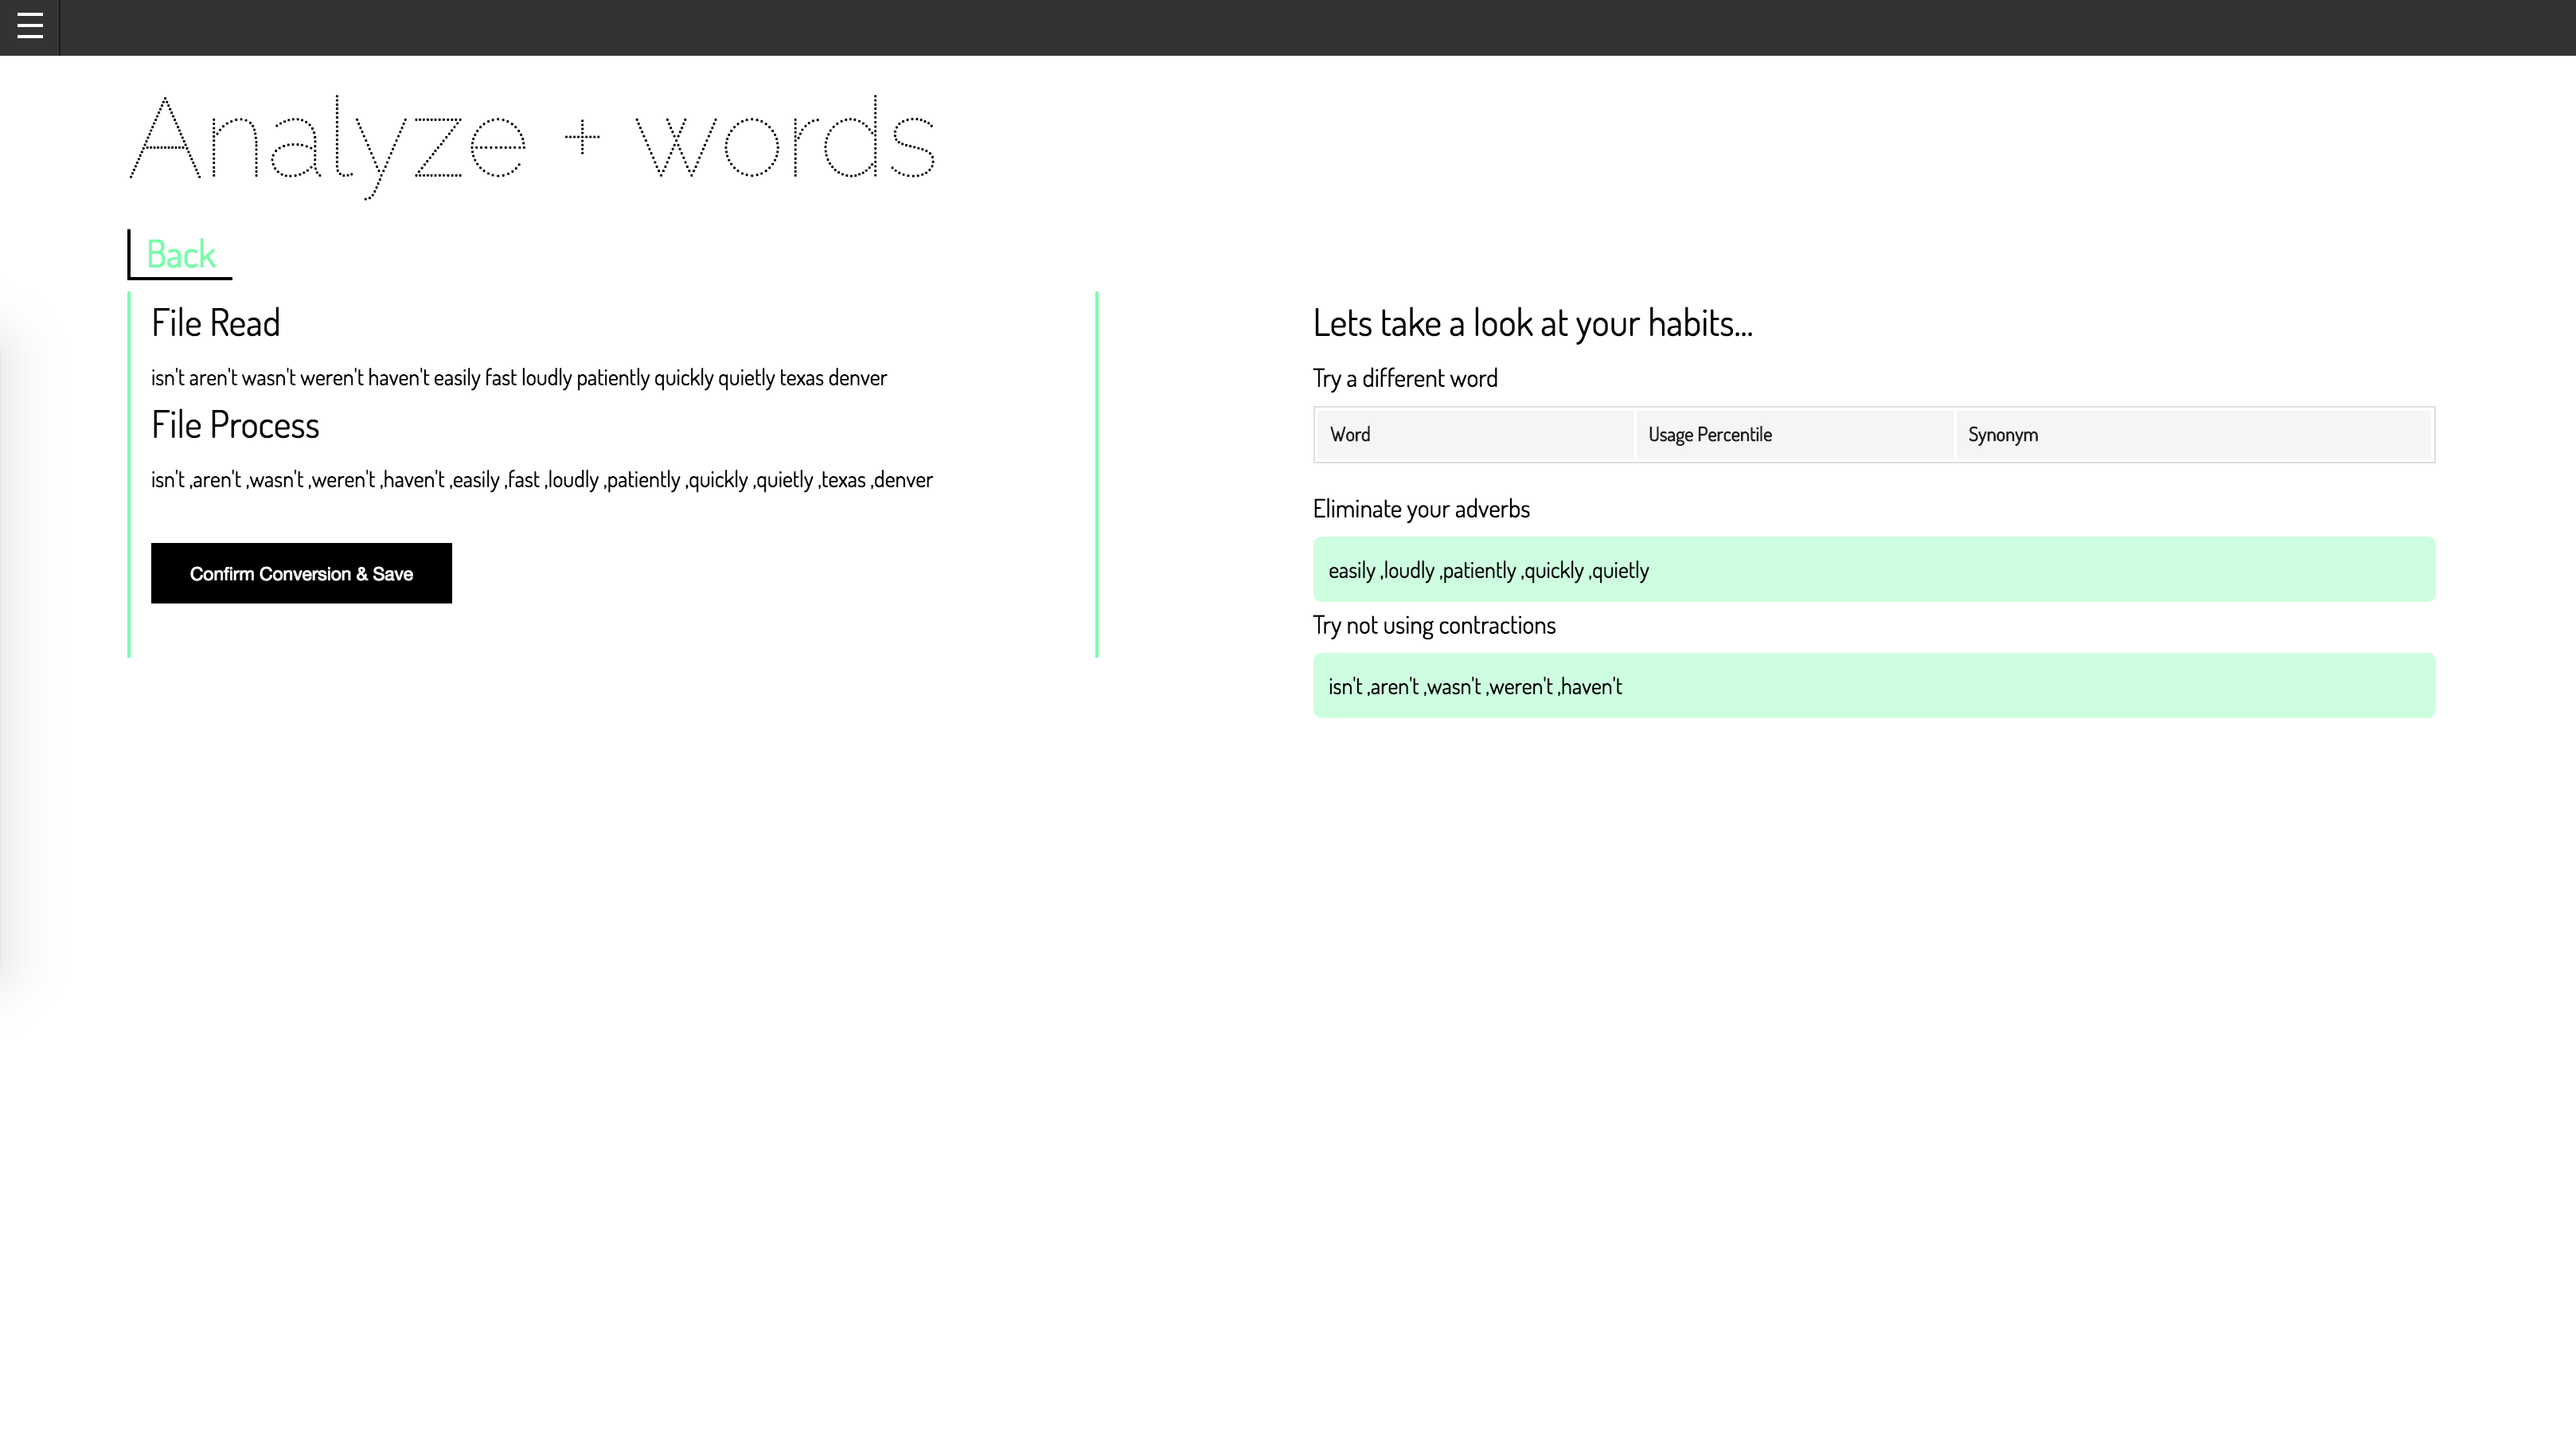 Analyze + words
Back
File Read
isn't aren't wasn't weren't haven't easily fast loudly patiently quickly quietly texas denver
File Process
isn't ,aren't ,wasn't ,weren't ,haven't ,easily ,fast ,loudly ,patiently ,quickly ,quietly ,texas ,denver
Confirm Conversion & Save
Lets take a look at your habits...
Try a different word
Word Usage Percentile Synonym
Eliminate your adverbs
easily ,loudly ,patiently ,quickly ,quietly
Try not using contractions
isn't ,aren't ,wasn't ,weren't ,haven't